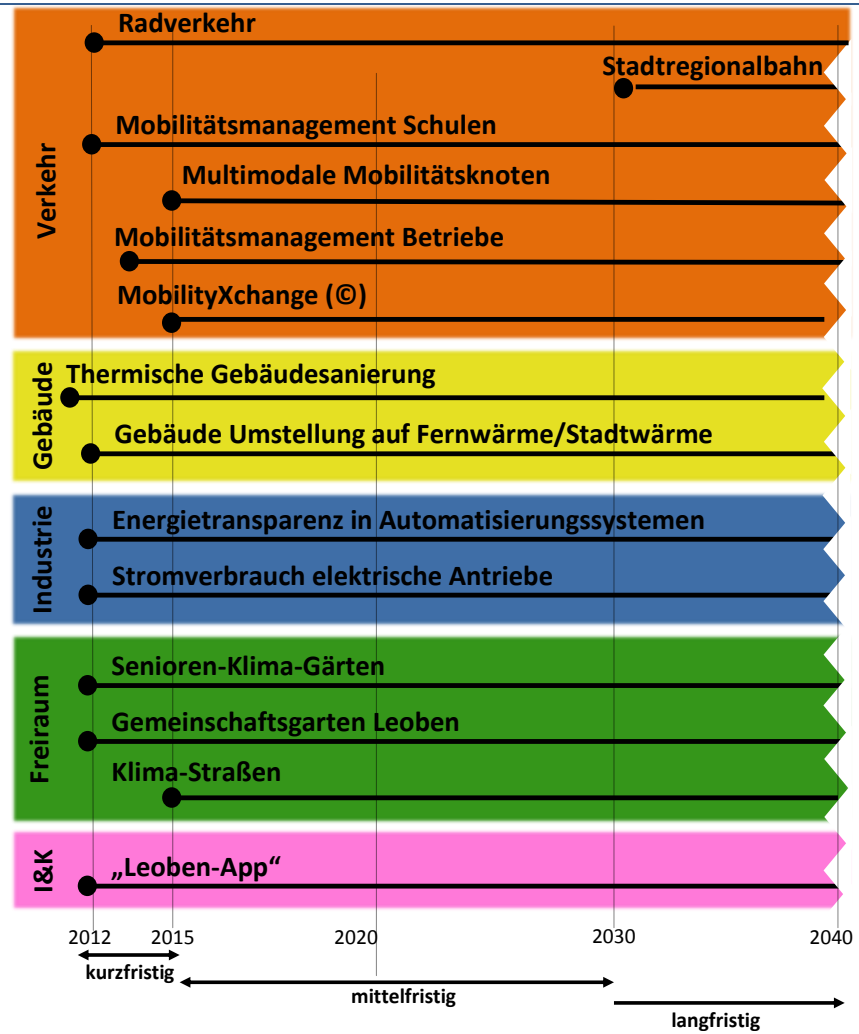 Verkehr
Radverkehr
Stadtregionalbahn
Mobilitätsmanagement Schulen
Multimodale Mobilitätsknoten
Mobilitätsmanagement Betriebe
MobilityXchange (©)
Gebäude
Thermische Gebäudesanierung
Gebäude Umstellung auf Fernwärme/Stadtwärme
Industrie
Energietransparenz in Automatisierungssystemen
Stromverbrauch elektrische Antriebe
Freiraum
Senioren-Klima-Gärten
Gemeinschaftsgarten Leoben
Klima-Straßen
I&K
„Leoben-App“
2012 2015 2020 2030 2040
kurzfristig
mittelfristig
langfristig